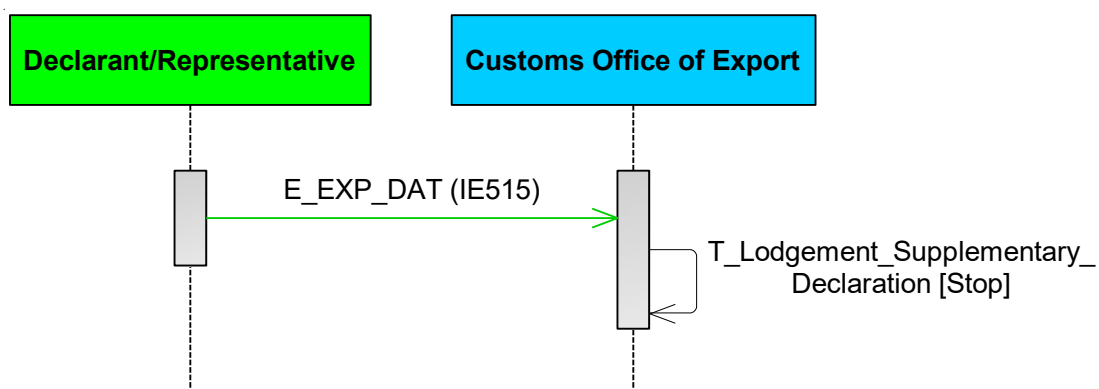 Declarant/Representative
Customs Office of Export
E_EXP_DAT (IE515)
T_Lodgement_Supplementary_
Declaration [Stop]